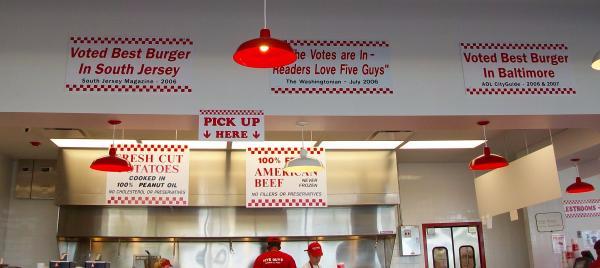 Voted Best Burger
In South Jersey
South Jersey Magazine - 2006
"The Votes are In -
Readers Love Five Guys"
The Washingtonian - July 2006
Voted Best Burger
In Baltimore
AOL CityGuide - 2006 & 2007
PICK UP
HERE
FRESH CUT
POTATOES
COOKED IN
100% PEANUT OIL
NO CHOLESTEROL OR PRESERVATIVES
100%
AMERICAN
BEEF
NEVER
FROZEN
NO FILLERS OR PRESERVATIVES
FIVE GUYS